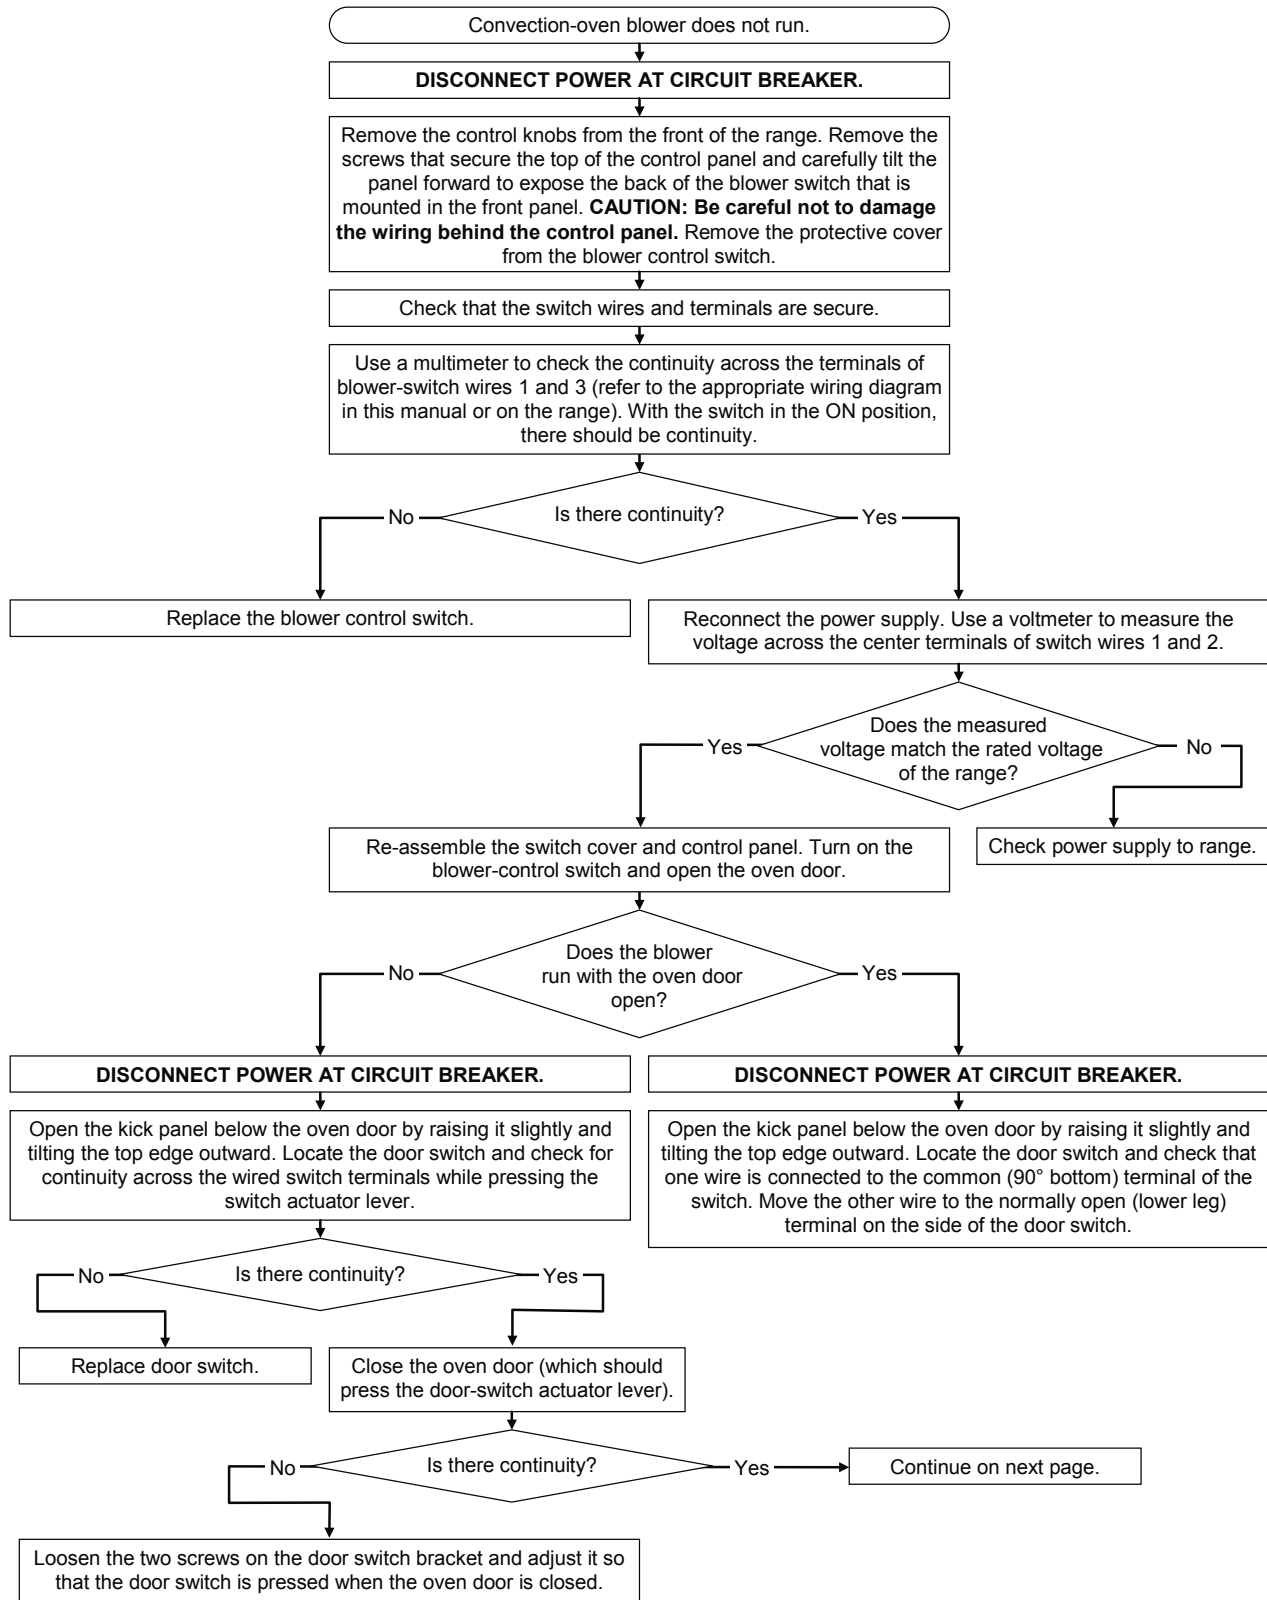 Convection-oven blower does not run.
DISCONNECT POWER AT CIRCUIT BREAKER.
Remove the control knobs from the front of the range. Remove the
screws that secure the top of the control panel and carefully tilt the
panel forward to expose the back of the blower switch that is
mounted in the front panel. CAUTION: Be careful not to damage
the wiring behind the control panel. Remove the protective cover
from the blower control switch.
Check that the switch wires and terminals are secure.
Use a multimeter to check the continuity across the terminals of
blower-switch wires 1 and 3 (refer to the appropriate wiring diagram
in this manual or on the range). With the switch in the ON position,
there should be continuity.
No
Is there continuity?
Yes
Replace the blower control switch.
Reconnect the power supply. Use a voltmeter to measure the
voltage across the center terminals of switch wires 1 and 2.
Yes
Does the measured
voltage match the rated voltage
of the range?
No
Re-assemble the switch cover and control panel. Turn on the
blower-control switch and open the oven door.
Check power supply to range.
No
Does the blower
run with the oven door
open?
Yes
DISCONNECT POWER AT CIRCUIT BREAKER.
DISCONNECT POWER AT CIRCUIT BREAKER.
Open the kick panel below the oven door by raising it slightly and
tilting the top edge outward. Locate the door switch and check for
continuity across the wired switch terminals while pressing the
switch actuator lever.
Open the kick panel below the oven door by raising it slightly and
tilting the top edge outward. Locate the door switch and check that
one wire is connected to the common (90° bottom) terminal of the
switch. Move the other wire to the normally open (lower leg)
terminal on the side of the door switch.
No
Is there continuity?
Yes
Replace door switch.
Close the oven door (which should
press the door-switch actuator lever).
No
Is there continuity?
Yes
Continue on next page.
Loosen the two screws on the door switch bracket and adjust it so
that the door switch is pressed when the oven door is closed.